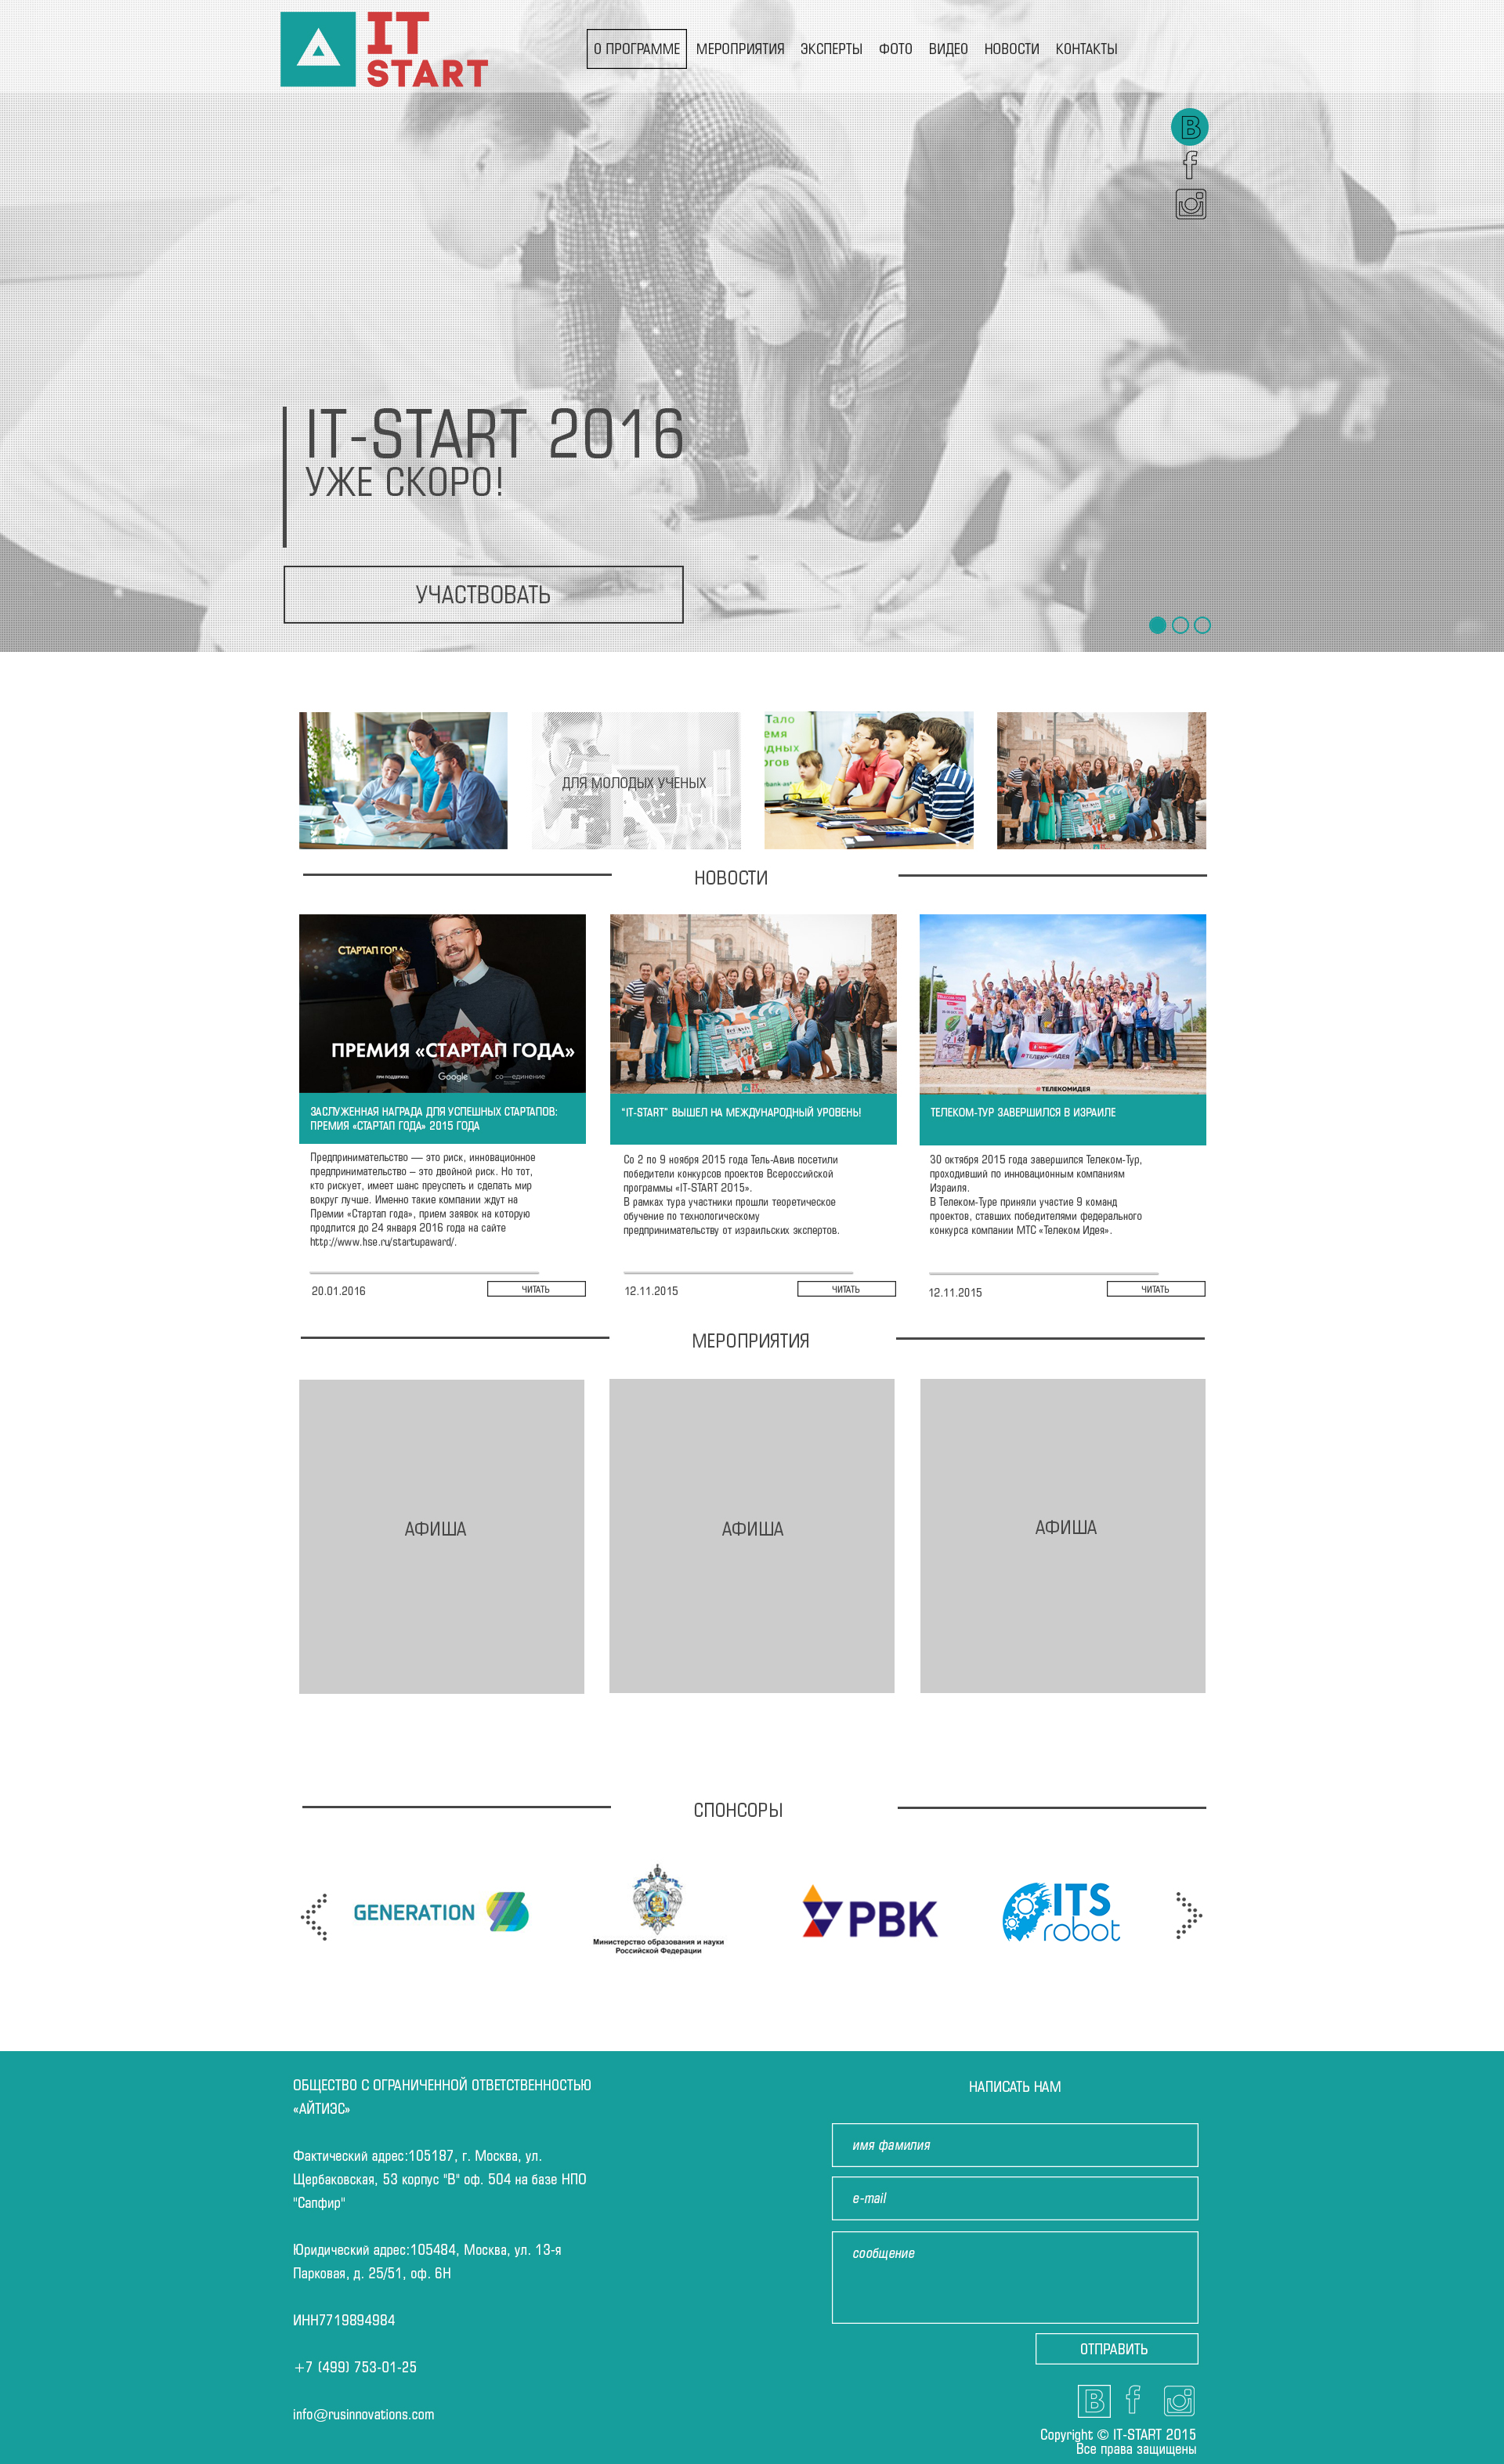 IT
START
О ПРОГРАММЕ МЕРОПРИЯТИЯ ЭКСПЕРТЫ ФОТО ВИДЕО НОВОСТИ КОНТАКТЫ
IT-START 2016
УЖЕ СКОРО!
УЧАСТВОВАТЬ
ДЛЯ МОЛОДЫХ УЧЕНЫХ
НОВОСТИ
СТАРТАП ГОДА
ПРЕМИЯ «СТАРТАП ГОДА»
ПРИ ПОДДЕРЖКЕ: Google
#ТЕЛЕКОМИДЕЯ
#ТЕЛЕКОМИДЕЯ
ЗАСЛУЖЕННАЯ НАГРАДА ДЛЯ УСПЕШНЫХ СТАРТАПОВ:
ПРЕМИЯ «СТАРТАП ГОДА» 2015 ГОДА
Предпринимательство — это риск, инновационное
предпринимательство – это двойной риск. Но тот,
кто рискует, имеет шанс преуспеть и сделать мир
вокруг лучше. Именно такие компании ждут на
Премии «Стартап года», прием заявок на которую
продлится до 24 января 2016 года на сайте
http://www.hse.ru/startupaward/.
20.01.2016
ЧИТАТЬ
"IT-START" ВЫШЕЛ НА МЕЖДУНАРОДНЫЙ УРОВЕНЬ!
Со 2 по 9 ноября 2015 года Тель-Авив посетили
победители конкурсов проектов Всероссийской
программы «IT-START 2015».
В рамках тура участники прошли теоретическое
обучение по технологическому
предпринимательству от израильских экспертов.
12.11.2015
ЧИТАТЬ
ТЕЛЕКОМ-ТУР ЗАВЕРШИЛСЯ В ИЗРАИЛЕ
30 октября 2015 года завершился Телеком-Тур,
проходивший по инновационным компаниям
Израиля.
В Телеком-Туре приняли участие 9 команд
проектов, ставших победителями федерального
конкурса компании МТС «Телеком Идея».
12.11.2015
ЧИТАТЬ
МЕРОПРИЯТИЯ
АФИША
АФИША
АФИША
СПОНСОРЫ
GENERATION
Министерство образования и науки
Российской Федерации
РВК
ITS
robot
ОБЩЕСТВО С ОГРАНИЧЕННОЙ ОТВЕТСТВЕННОСТЬЮ
«АЙТИЭС»
Фактический адрес:105187, г. Москва, ул.
Щербаковская, 53 корпус "В" оф. 504 на базе НПО
"Сапфир"
Юридический адрес:105484, Москва, ул. 13-я
Парковая, д. 25/51, оф. 6Н
ИНН7719894984
+7 (499) 753-01-25
info@rusinnovations.com
НАПИСАТЬ НАМ
имя фамилия
e-mail
сообщение
ОТПРАВИТЬ
Copyright © IT-START 2015
Все права защищены